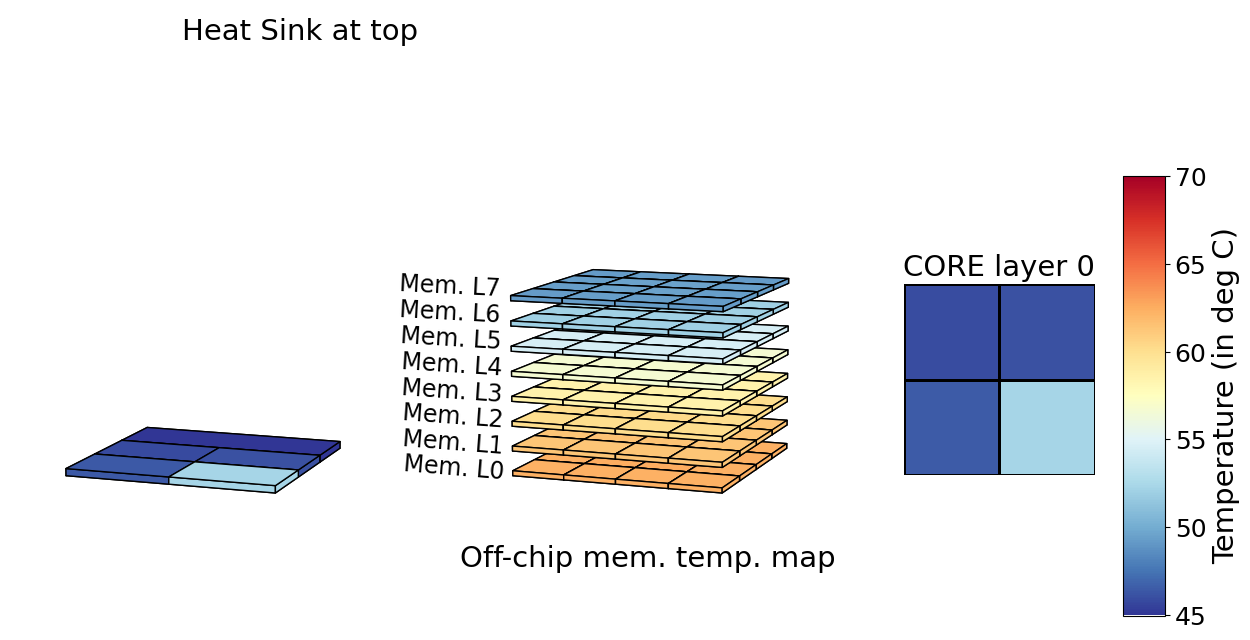 Heat Sink at top
Mem. L7
Mem. L6
Mem. L5
Mem. L4
Mem. L3
Mem. L2
Mem. L1
Mem. L0
Off-chip mem. temp. map
CORE layer 0
70
65
60
55
50
45
Temperature (in deg C)